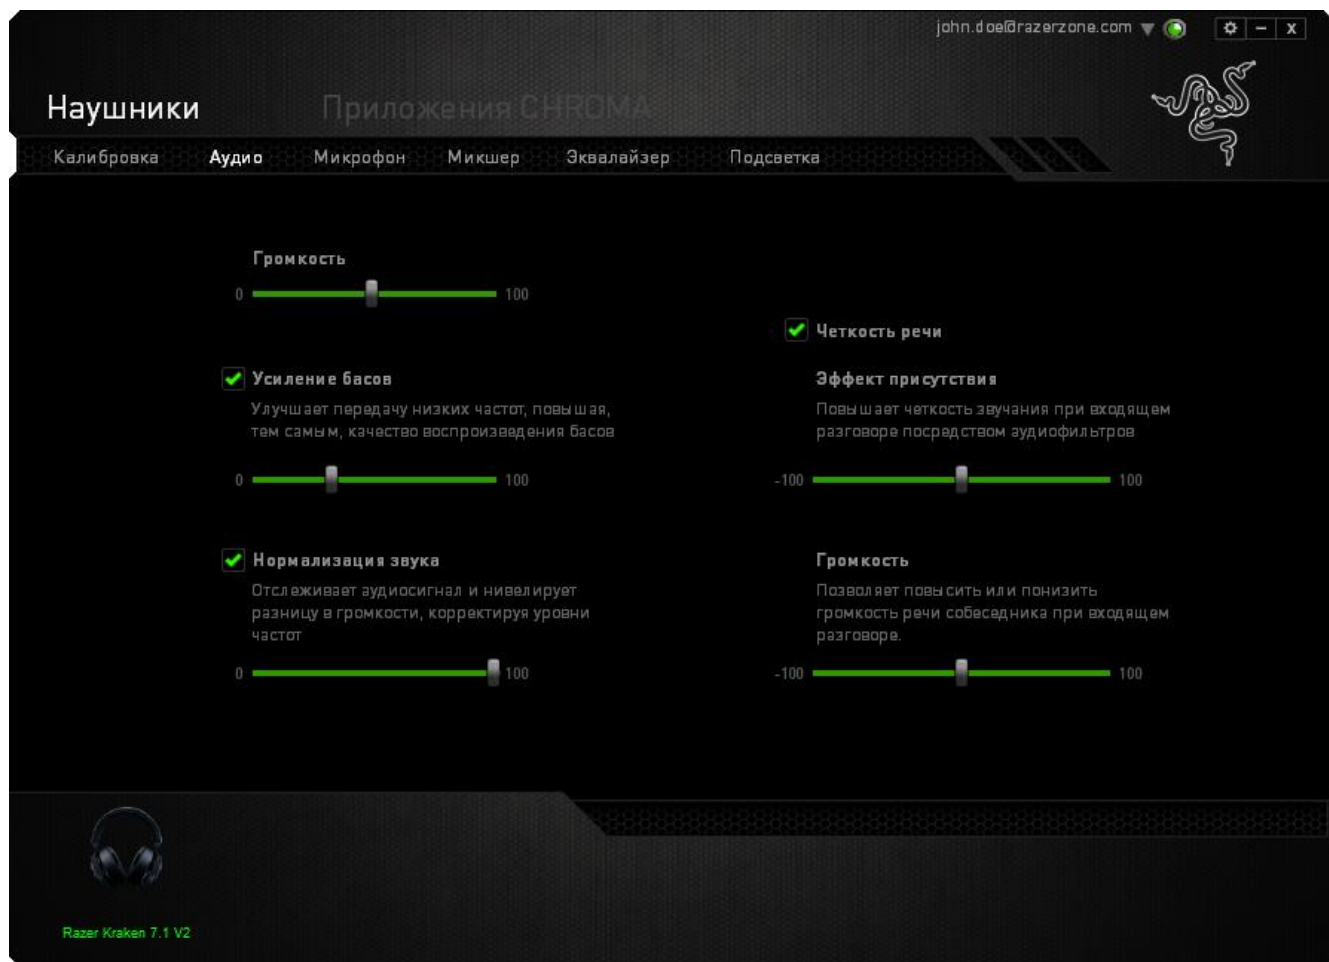 john.doe@razerzone.com
Наушники
Приложения CHROMA
Калибровка Аудио Микрофон Микшер Эквалайзер Подсветка
Громкость
0 100
Усиление басов
Улучшает передачу низких частот, повышая,
тем самым, качество воспроизведения басов
0 100
Нормализация звука
Отслеживает аудиосигнал и нивелирует
разницу в громкости, корректируя уровни
частот
0 100
Четкость речи
Эффект присутствия
Повышает четкость звучания при входящем
разговоре посредством аудиофильтров
-100 100
Громкость
Позволяет повысить или понизить
громкость речи собеседника при входящем
разговоре.
-100 100
Razer Kraken 7.1 V2